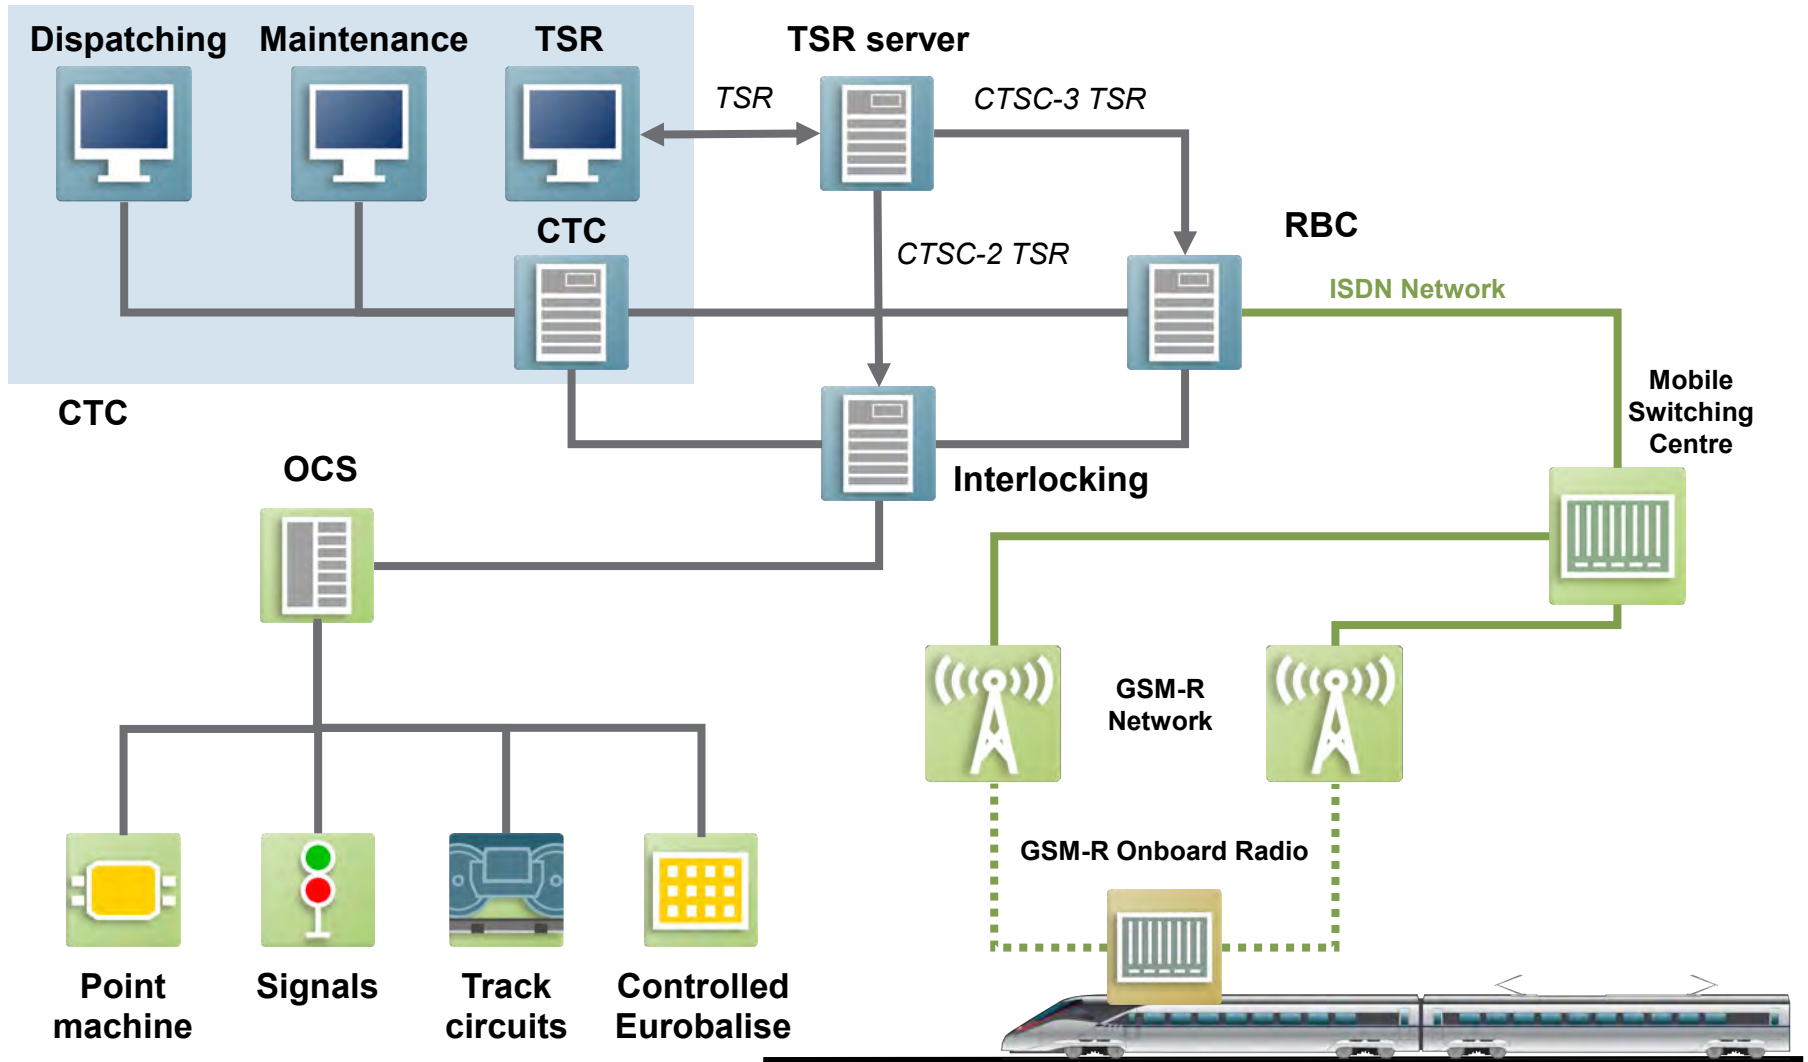 Dispatching
Maintenance
TSR
TSR server
TSR
CTSC-3 TSR
CTC
CTSC-2 TSR
RBC
ISDN Network
CTC
Mobile
Switching
Centre
OCS
Interlocking
GSM-R
Network
GSM-R Onboard Radio
Point
machine
Signals
Track
circuits
Controlled
Eurobalise